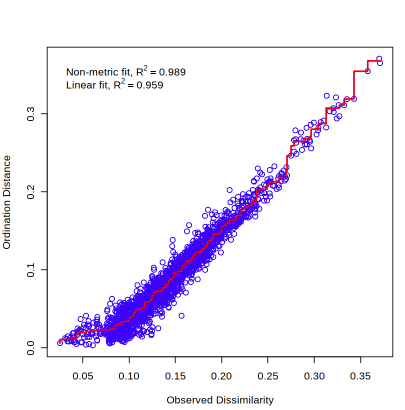 Non-metric fit, R2 = 0.989
Linear fit, R2 = 0.959
Ordination Distance
0.3
0.2
0.1
0.0
0.05 0.10 0.15 0.20 0.25 0.30 0.35
Observed Dissimilarity